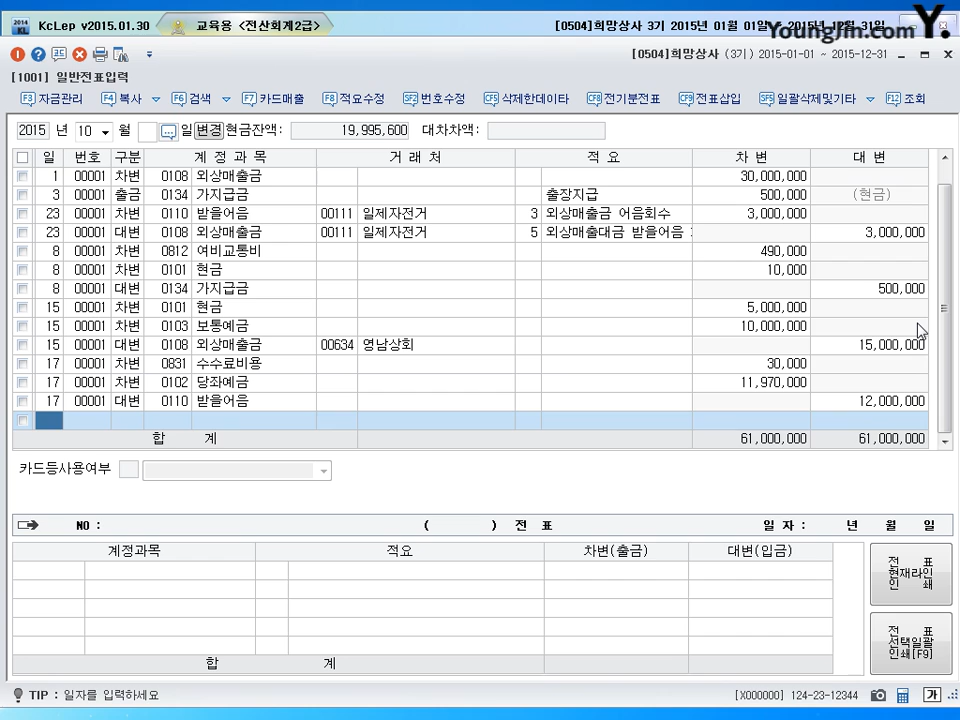 KcLep v2015.01.30 교육용 <전산회계2급> [0504]희망상사 3기 2015년 01월 01일 ~ 2015년 12월 31일
YoungJin.com Y.
[0504]희망상사 (3기) 2015-01-01 ~ 2015-12-31
[1001] 일반전표입력
F3 자금관리 F4 복사 F6 검색 F7 카드매출 F8 적요수정 SF2 번호수정 CF5 삭제한데이타 CF8 전기분전표 CF9 전표삽입 SF5 일괄삭제및기타 F12 조회
2015 년 10 월 일 변경 현금잔액: 19,995,600 대차차액:
일 번호 구분 계정과목 거래처 적요 차변 대변
1 00001 차변 0108 외상매출금 30,000,000
3 00001 출금 0134 가지급금 출장지급 500,000 (현금)
23 00001 차변 0110 받을어음 00111 일제자전거 3 외상매출금 어음회수 3,000,000
23 00001 대변 0108 외상매출금 00111 일제자전거 5 외상매출대금 받을어음 3,000,000
8 00001 차변 0812 여비교통비 490,000
8 00001 차변 0101 현금 10,000
8 00001 대변 0134 가지급금 500,000
15 00001 차변 0101 현금 5,000,000
15 00001 차변 0103 보통예금 10,000,000
15 00001 대변 0108 외상매출금 00634 영남상회 15,000,000
17 00001 차변 0831 수수료비용 30,000
17 00001 차변 0102 당좌예금 11,970,000
17 00001 대변 0110 받을어음 12,000,000
합 계 61,000,000 61,000,000
카드등사용여부
NO : ( ) 전 표 일 자 : 년 월 일
계정과목 적요 차변(출금) 대변(입금)
전 표
현재라인
인 쇄
전 표
선택일괄
인쇄[F9]
합 계
TIP : 일자를 입력하세요 [X000000] 124-23-12344 가